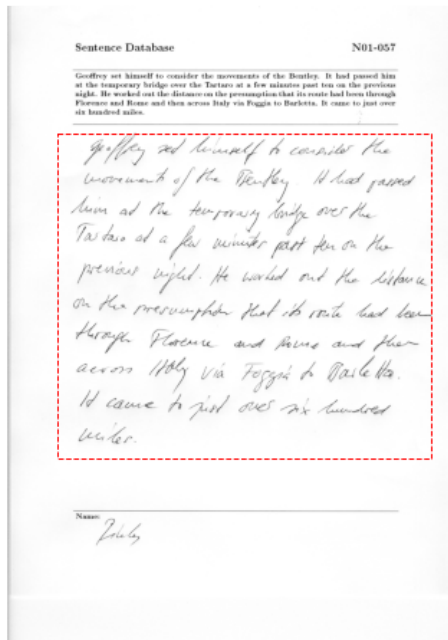 Sentence Database N01-057
Geoffrey set himself to consider the movements of the Bentley. It had passed him
at the temporary bridge over the Tartaro at a few minutes past ten on the previous
night. He worked out the distance on the presumption that its route had been through
Florence and Rome and then across Italy via Foggia to Barletta. It came to just over
six hundred miles.
Geoffrey set himself to consider the
movements of the Bentley. It had passed
him at the temporary bridge over the
Tartaro at a few minutes past ten on the
previous night. He worked out the distance
on the presumption that its route had been
through Florence and Rome and then
across Italy via Foggia to Barletta.
It came to just over six hundred
miles.
Name: